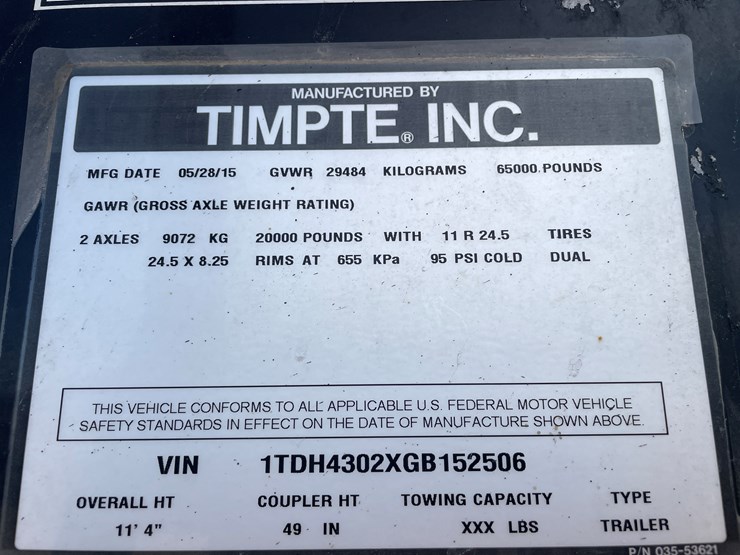 MANUFACTURED BY
TIMPTE® INC.
MFG DATE 05/28/15 GVWR 29484 KILOGRAMS 65000 POUNDS
GAWR (GROSS AXLE WEIGHT RATING)
2 AXLES 9072 KG 20000 POUNDS WITH 11 R 24.5 TIRES
24.5 X 8.25 RIMS AT 655 KPa 95 PSI COLD DUAL
THIS VEHICLE CONFORMS TO ALL APPLICABLE U.S. FEDERAL MOTOR VEHICLE
SAFETY STANDARDS IN EFFECT ON THE DATE OF MANUFACTURE SHOWN ABOVE.
VIN 1TDH4302XGB152506
OVERALL HT COUPLER HT TOWING CAPACITY TYPE
11' 4" 49 IN XXX LBS TRAILER
P/N 035-53621